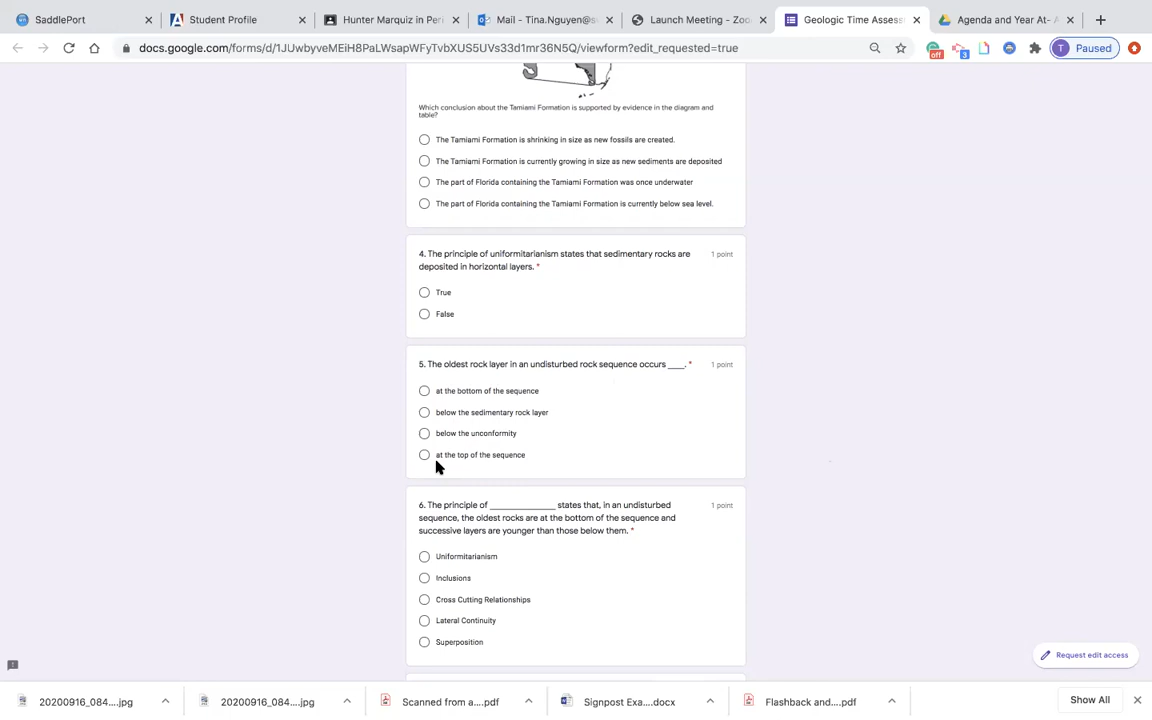 SaddlePort
Student Profile
Hunter Marquiz in Peri
Mail - Tina.Nguyen@s
Launch Meeting - Zoo
Geologic Time Assess
Agenda and Year At- A
docs.google.com/forms/d/1JUwbyveMEiH8PaLWsapWFyTvbXUS5UVs33d1mr36N5Q/viewform?edit_requested=true
off
3
T Paused
Which conclusion about the Tamiami Formation is supported by evidence in the diagram and
table?
The Tamiami Formation is shrinking in size as new fossils are created.
The Tamiami Formation is currently growing in size as new sediments are deposited
The part of Florida containing the Tamiami Formation was once underwater
The part of Florida containing the Tamiami Formation is currently below sea level.
4. The principle of uniformitarianism states that sedimentary rocks are 1 point
deposited in horizontal layers. *
True
False
5. The oldest rock layer in an undisturbed rock sequence occurs ____. * 1 point
at the bottom of the sequence
below the sedimentary rock layer
below the unconformity
at the top of the sequence
6. The principle of ______________ states that, in an undisturbed 1 point
sequence, the oldest rocks are at the bottom of the sequence and
successive layers are younger than those below them. *
Uniformitarianism
Inclusions
Cross Cutting Relationships
Lateral Continuity
Superposition
Request edit access
20200916_084....jpg
20200916_084....jpg
Scanned from a....pdf
Signpost Exa....docx
Flashback and....pdf
Show All